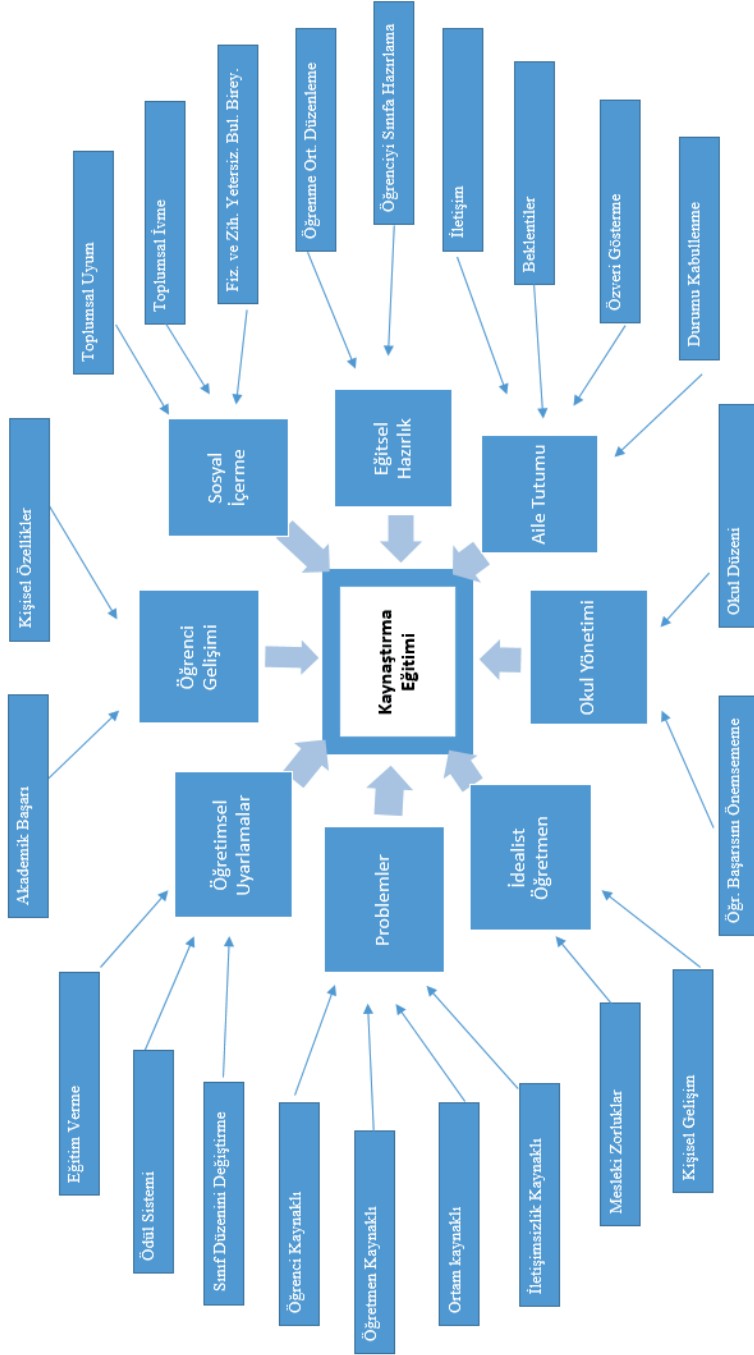 Akademik Başarı
Kişisel Özellikler
Eğitim Verme
Toplumsal Uyum
Ödül Sistemi
Öğrenci
Gelişimi
Toplumsal İvme
Sınıf Düzenini Değiştirme
Öğretimsel
Uyarlamalar
Sosyal
İçerme
Fiz. ve Zih. Yetersiz. Bul. Birey.
Öğrenci Kaynaklı
Öğrenme Ort. Düzenleme
Öğretmen Kaynaklı
Problemler
Kaynaştırma
Eğitimi
Eğitsel
Hazırlık
Öğrenciyi Sınıfa Hazırlama
Ortam kaynaklı
İletişim
İletişimsizlik Kaynaklı
İdealist
Öğretmen
Okul Yönetimi
Aile Tutumu
Beklentiler
Mesleki Zorluklar
Özveri Gösterme
Kişisel Gelişim
Öğr. Başarısını Önemsememe
Okul Düzeni
Durumu Kabullenme